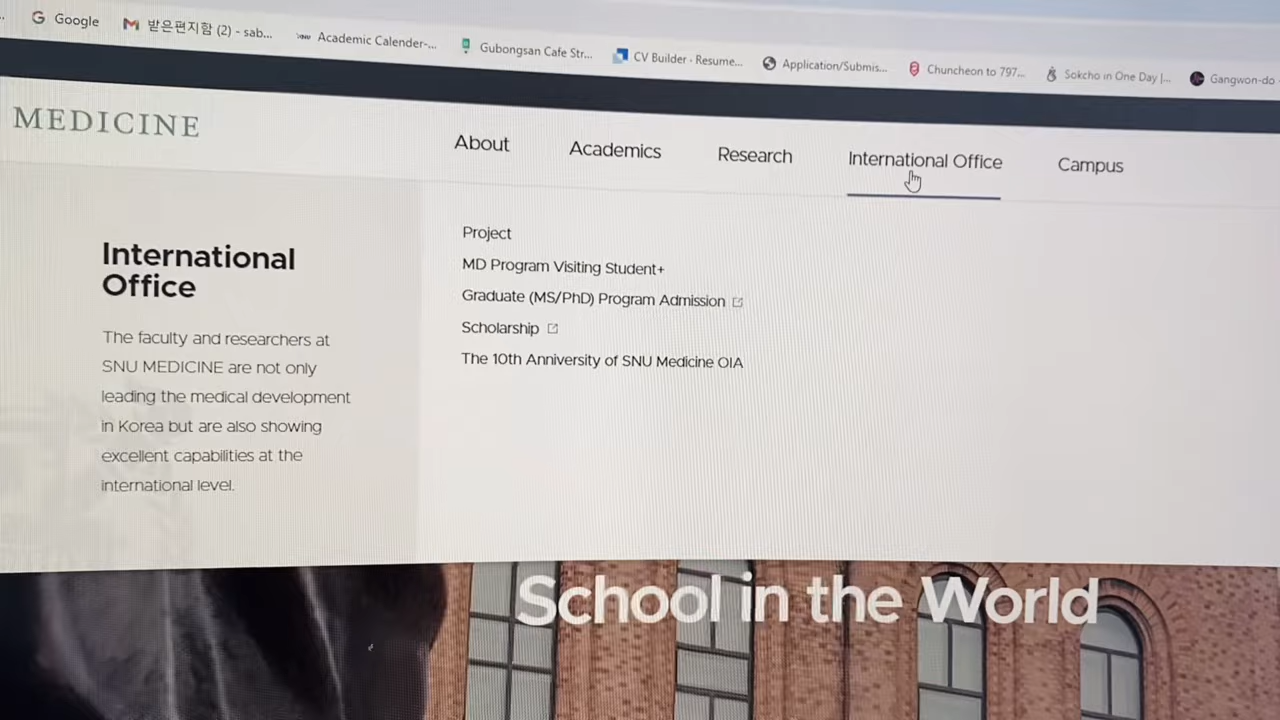 Google
받은편지함 (2) - sab...
Academic Calender-...
Gubongsan Cafe Str...
CV Builder · Resume...
Application/Submis...
Chuncheon to 797...
Sokcho in One Day |...
Gangwon-do
MEDICINE
About
Academics
Research
International Office
Campus
International
Office
The faculty and researchers at
SNU MEDICINE are not only
leading the medical development
in Korea but are also showing
excellent capabilities at the
international level.
Project
MD Program Visiting Student+
Graduate (MS/PhD) Program Admission
Scholarship
The 10th Anniversity of SNU Medicine OIA
School in the World